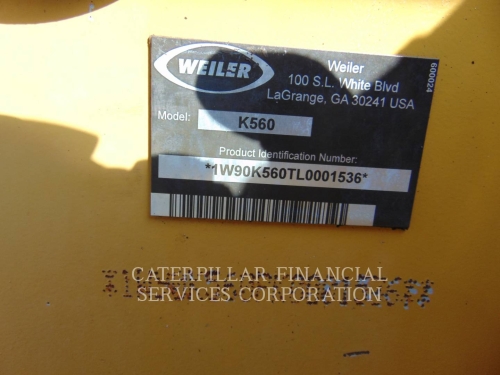 WEILER
Weiler
100 S.L. White Blvd
LaGrange, GA 30241 USA
600024
Model: K560
Product Identification Number:
*1W90K560TL0001536*
CATERPILLAR FINANCIAL
SERVICES CORPORATION